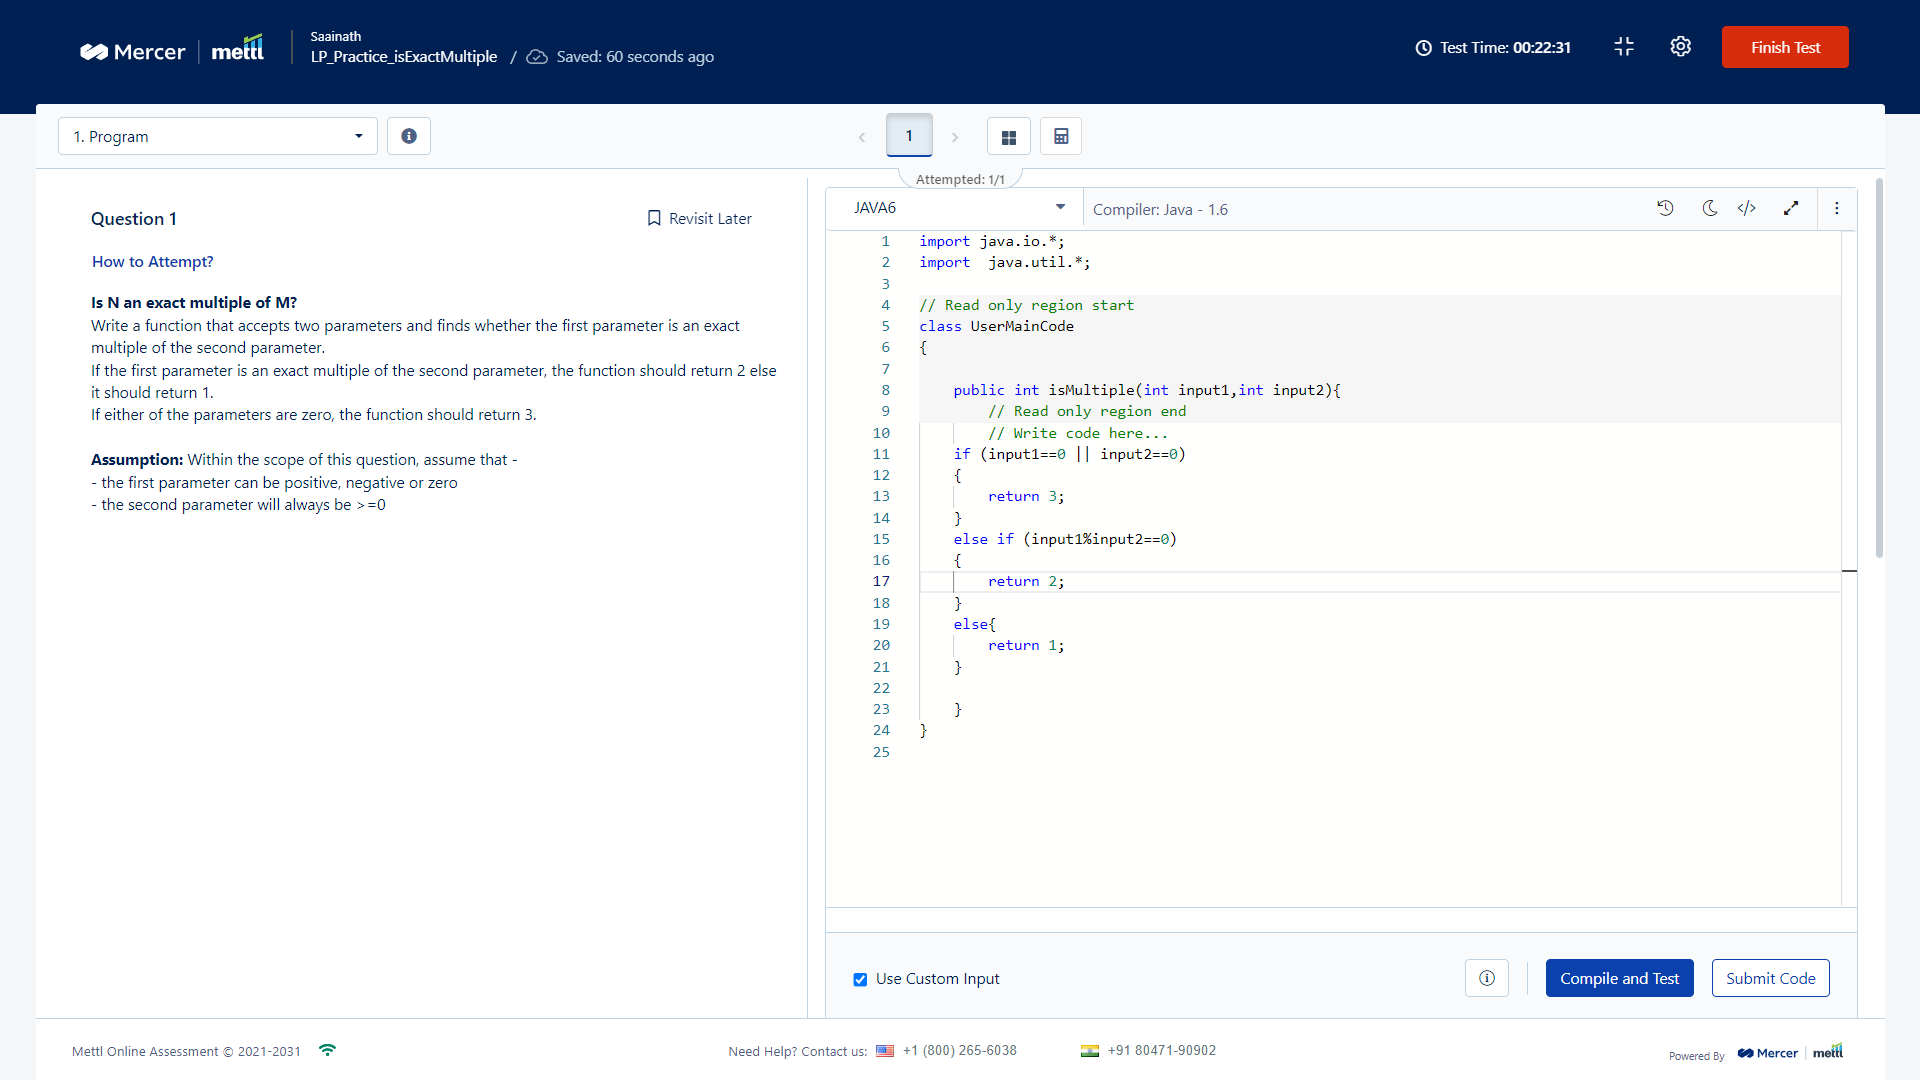 Mercer mettl
Saainath
LP_Practice_isExactMultiple / Saved: 60 seconds ago
Test Time: 00:22:31
Finish Test
1. Program
1
Attempted: 1/1
Question 1
Revisit Later
How to Attempt?
Is N an exact multiple of M?
Write a function that accepts two parameters and finds whether the first parameter is an exact
multiple of the second parameter.
If the first parameter is an exact multiple of the second parameter, the function should return 2 else
it should return 1.
If either of the parameters are zero, the function should return 3.
Assumption: Within the scope of this question, assume that -
- the first parameter can be positive, negative or zero
- the second parameter will always be >=0
JAVA6
Compiler: Java - 1.6
1 import java.io.*;
2 import  java.util.*;
3
4 // Read only region start
5 class UserMainCode
6 {
7
8     public int isMultiple(int input1,int input2){
9         // Read only region end
10         // Write code here...
11     if (input1==0 || input2==0)
12     {
13         return 3;
14     }
15     else if (input1%input2==0)
16     {
17         return 2;
18     }
19     else{
20         return 1;
21     }
22
23     }
24 }
25
Use Custom Input
Compile and Test
Submit Code
Mettl Online Assessment © 2021-2031
Need Help? Contact us: +1 (800) 265-6038
+91 80471-90902
Powered By Mercer mettl